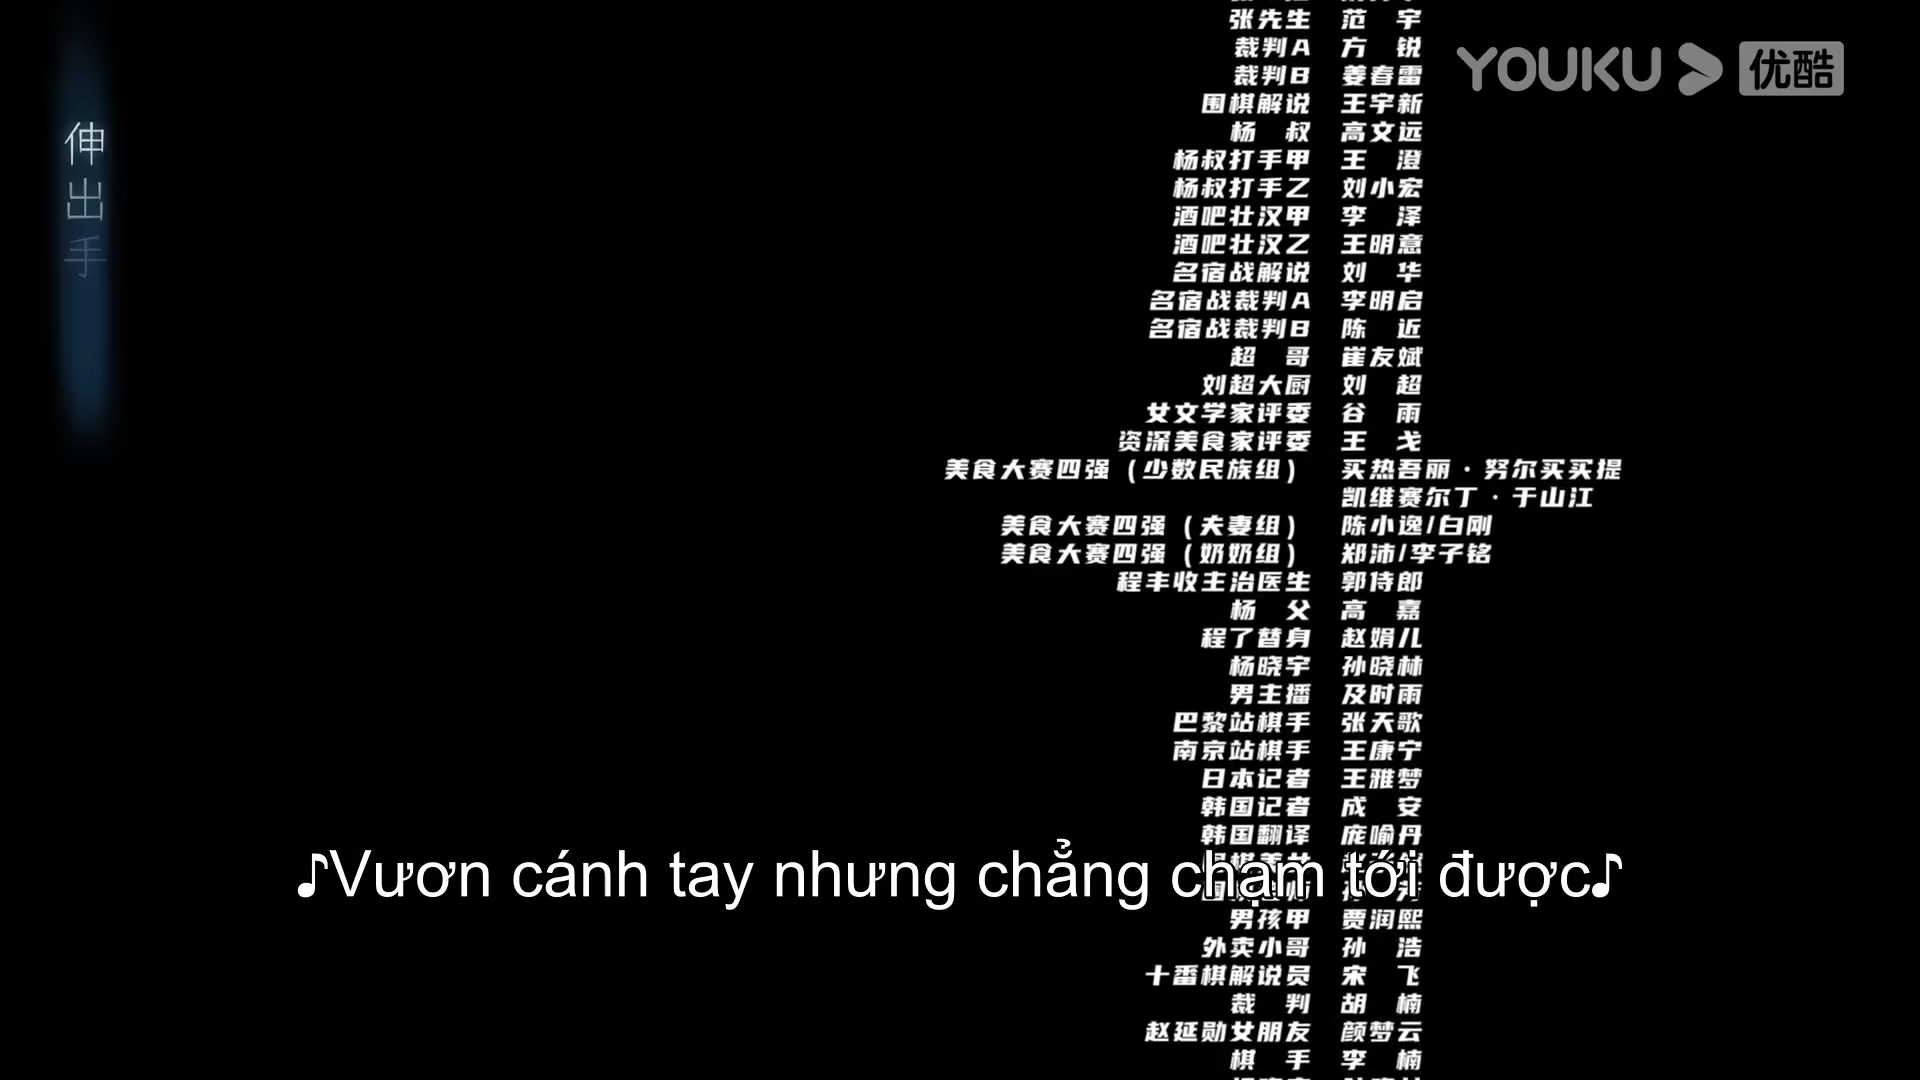 张先生 范 宇
裁判A 方 锐
裁判B 姜春雷
围棋解说 王宇新
杨 叔 高文远
杨叔打手甲 王 澄
杨叔打手乙 刘小宏
酒吧壮汉甲 李 泽
酒吧壮汉乙 王明意
名宿战解说 刘 华
名宿战裁判A 李明启
名宿战裁判B 陈 近
超 哥 崔友斌
刘超大厨 刘 超
女文学家评委 谷 雨
资深美食家评委 王 戈
美食大赛四强（少数民族组） 买热吾丽·努尔买买提
凯维赛尔丁·于山江
美食大赛四强（夫妻组） 陈小逸/白刚
美食大赛四强（奶奶组） 郑沛/李子铭
程丰收主治医生 郭侍郎
杨 父 高 嘉
程了替身 赵娟儿
杨晓宇 孙晓林
男主播 及时雨
巴黎站棋手 张天歌
南京站棋手 王康宁
日本记者 王雅梦
韩国记者 成 安
韩国翻译 庞喻丹
男孩甲 贾润熙
外卖小哥 孙 浩
十番棋解说员 宋 飞
裁 判 胡 楠
赵延勋女朋友 颜梦云
棋 手 李 楠
YOUKU 优酷
伸出手
♪Vươn cánh tay nhưng chẳng chạm tới được♪